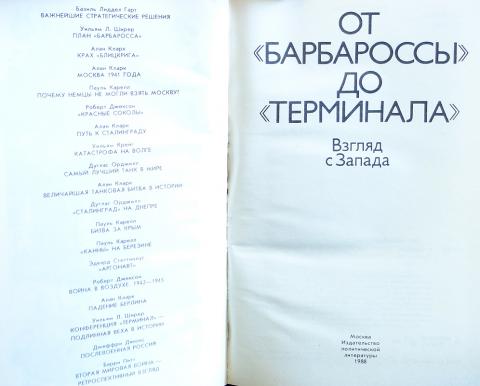 Базиль Лиддел Гарт
ВАЖНЕЙШИЕ СТРАТЕГИЧЕСКИЕ РЕШЕНИЯ
Уильям Л. Ширер
ПЛАН «БАРБАРОССА»
Алан Кларк
КРАХ «БЛИЦКРИГА»
Алан Кларк
МОСКВА 1941 ГОДА
Пауль Карелл
ПОЧЕМУ НЕМЦЫ НЕ МОГЛИ ВЗЯТЬ МОСКВУ?
Роберт Джексон
«КРАСНЫЕ СОКОЛЫ»
Алан Кларк
ПУТЬ К СТАЛИНГРАДУ
Уильям Крейг
КАТАСТРОФА НА ВОЛГЕ
Дуглас Орджилл
САМЫЙ ЛУЧШИЙ ТАНК В МИРЕ
Алан Кларк
ВЕЛИЧАЙШАЯ ТАНКОВАЯ БИТВА В ИСТОРИИ
Дуглас Орджилл
«СТАЛИНГРАД» НА ДНЕПРЕ
Пауль Карелл
БИТВА ЗА КРЫМ
Пауль Карелл
«КАННЫ» НА БЕРЕЗИНЕ
Эдвард Стеттиниус
«АРГОНАВТ»
Роберт Джексон
ВОЙНА В ВОЗДУХЕ. 1942—1945
Алан Кларк
ПАДЕНИЕ БЕРЛИНА
Уильям Л. Ширер
КОНФЕРЕНЦИЯ «ТЕРМИНАЛ» —
ПОДЛИННАЯ ВЕХА В ИСТОРИИ
Джеффри Джукс
ПОСЛЕВОЕННАЯ РОССИЯ
Барри Питт
ВТОРАЯ МИРОВАЯ ВОЙНА —
РЕТРОСПЕКТИВНЫЙ ВЗГЛЯД
ОТ
«БАРБАРОССЫ»
ДО
«ТЕРМИНАЛА»
Взгляд
с Запада
Москва
Издательство
политической
литературы
1988